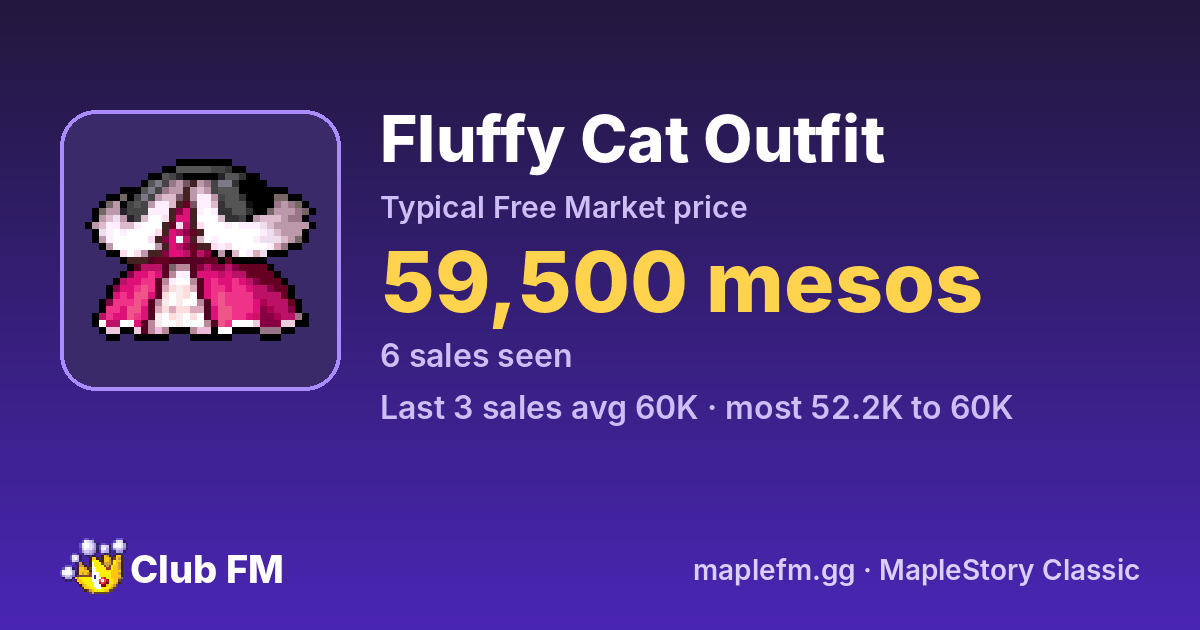 Fluffy Cat Outfit
Typical Free Market price
59,500 mesos
6 sales seen
Last 3 sales avg 60K · most 52.2K to 60K
Club FM
maplefm.gg · MapleStory Classic